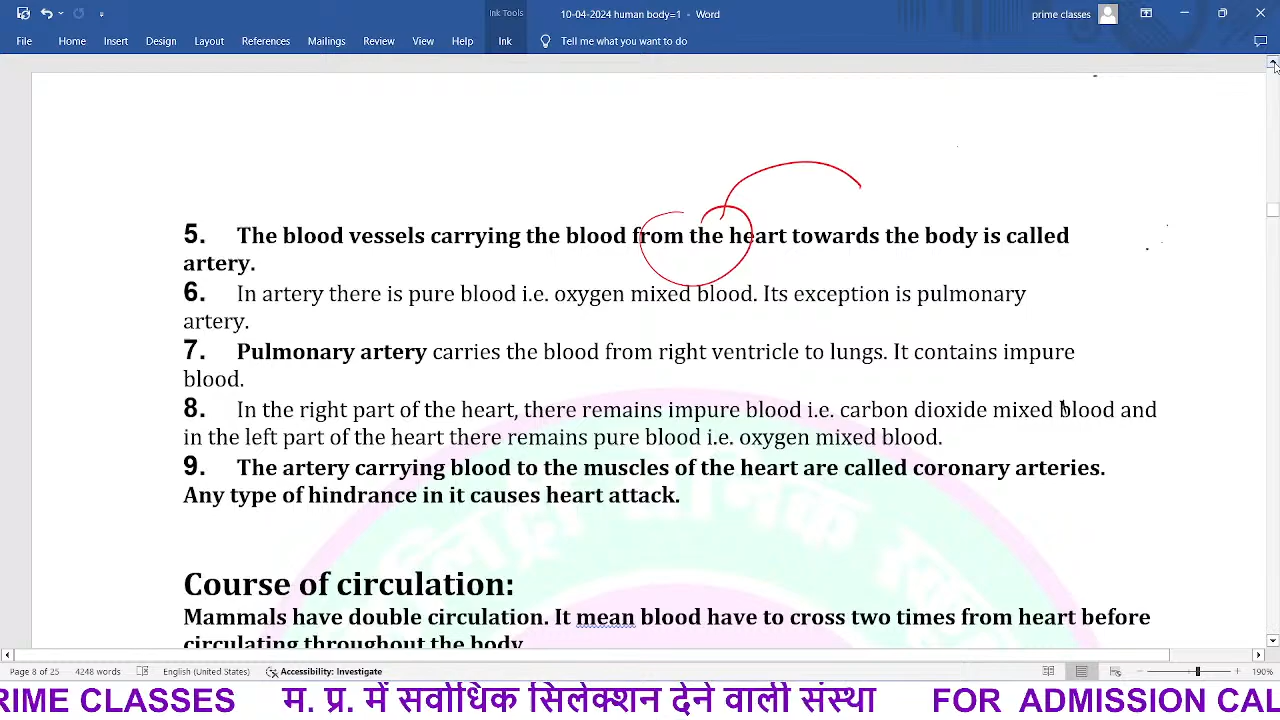 Ink Tools
10-04-2024 human body=1 - Word
prime classes
File Home Insert Design Layout References Mailings Review View Help Ink Tell me what you want to do
5. The blood vessels carrying the blood from the heart towards the body is called
artery.
6. In artery there is pure blood i.e. oxygen mixed blood. Its exception is pulmonary
artery.
7. Pulmonary artery carries the blood from right ventricle to lungs. It contains impure
blood.
8. In the right part of the heart, there remains impure blood i.e. carbon dioxide mixed blood and
in the left part of the heart there remains pure blood i.e. oxygen mixed blood.
9. The artery carrying blood to the muscles of the heart are called coronary arteries.
Any type of hindrance in it causes heart attack.
Course of circulation:
Mammals have double circulation. It mean blood have to cross two times from heart before
circulating throughout the body.
Page 8 of 25 4248 words English (United States) Accessibility: Investigate 190%
RIME CLASSES म. प्र. में सर्वाधिक सिलेक्शन देने वाली संस्था FOR ADMISSION CAL